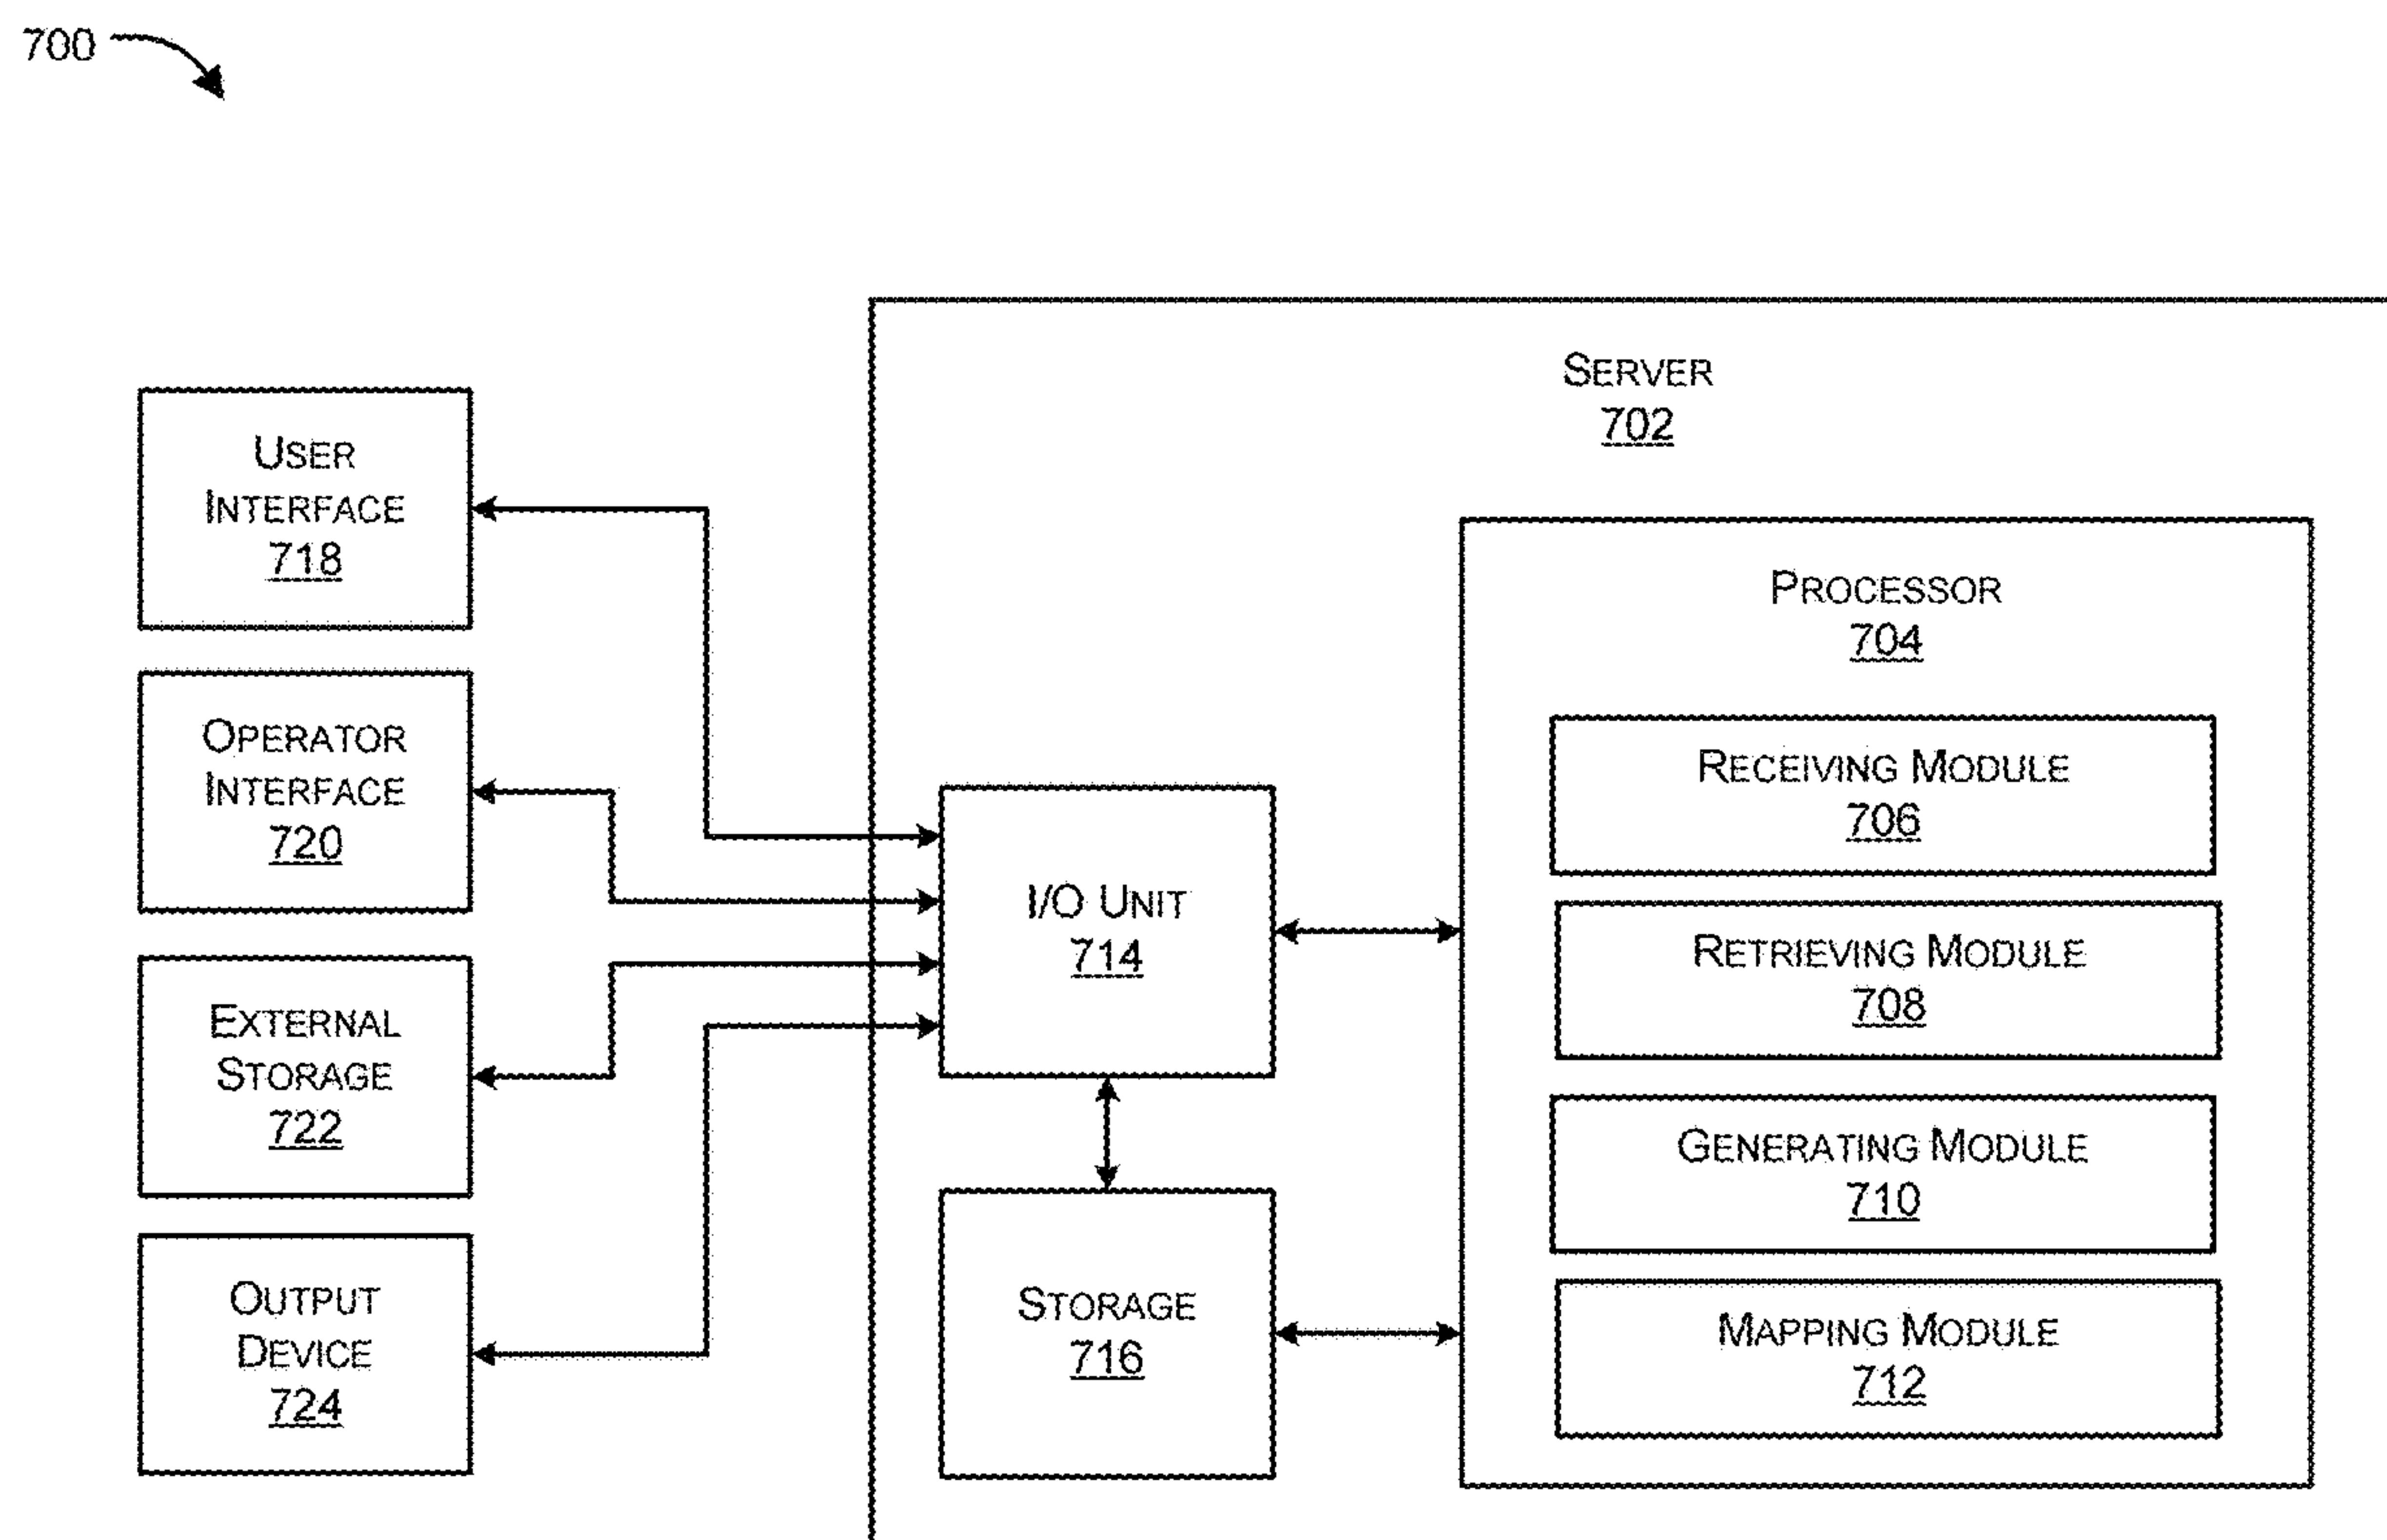 700
SERVER
702
USER
INTERFACE
718
OPERATOR
INTERFACE
720
EXTERNAL
STORAGE
722
OUTPUT
DEVICE
724
I/O UNIT
714
STORAGE
716
PROCESSOR
704
RECEIVING MODULE
706
RETRIEVING MODULE
708
GENERATING MODULE
710
MAPPING MODULE
712